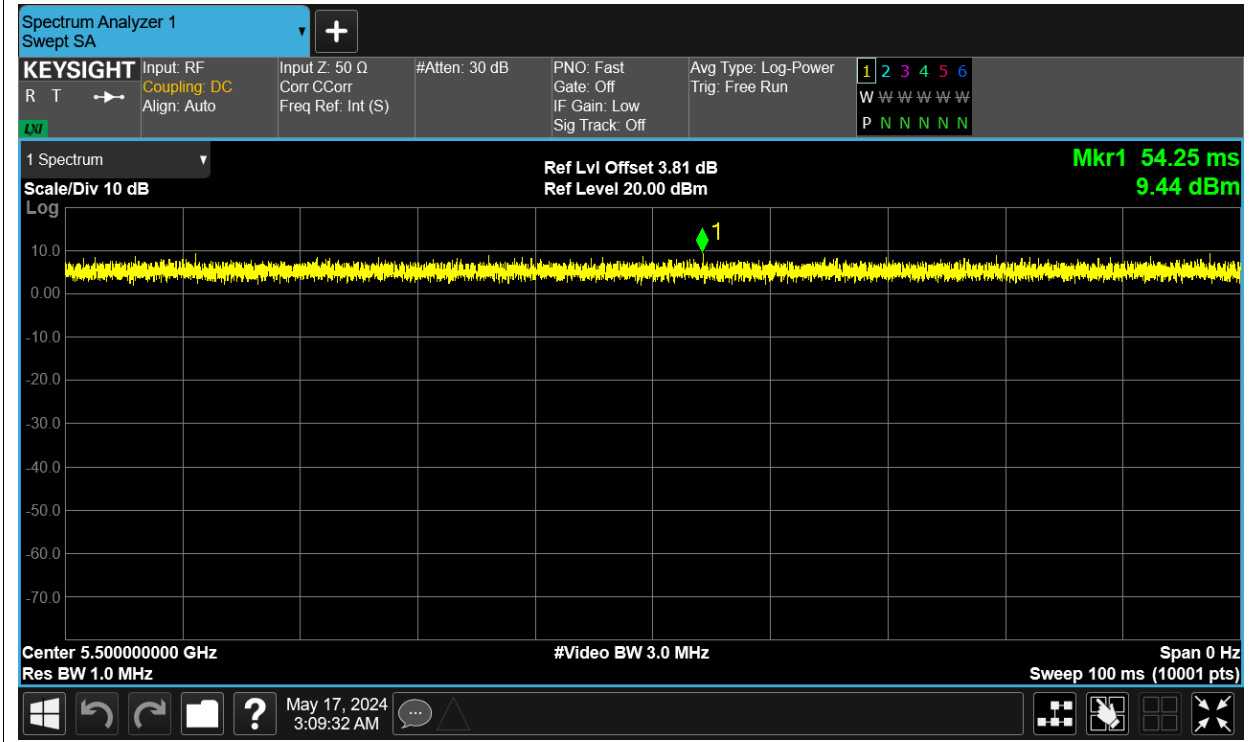 Spectrum Analyzer 1
Swept SA
+
KEYSIGHT
R T
LXI
Input: RF
Coupling: DC
Align: Auto
Input Z: 50 Ω
Corr CCorr
Freq Ref: Int (S)
#Atten: 30 dB
PNO: Fast
Gate: Off
IF Gain: Low
Sig Track: Off
Avg Type: Log-Power
Trig: Free Run
1 2 3 4 5 6
W W W W W W
P N N N N N
1 Spectrum
Scale/Div 10 dB
Log
Ref Lvl Offset 3.81 dB
Ref Level 20.00 dBm
Mkr1 54.25 ms
9.44 dBm
1
10.0
0.00
-10.0
-20.0
-30.0
-40.0
-50.0
-60.0
-70.0
Center 5.500000000 GHz
Res BW 1.0 MHz
#Video BW 3.0 MHz
Span 0 Hz
Sweep 100 ms (10001 pts)
?
May 17, 2024
3:09:32 AM